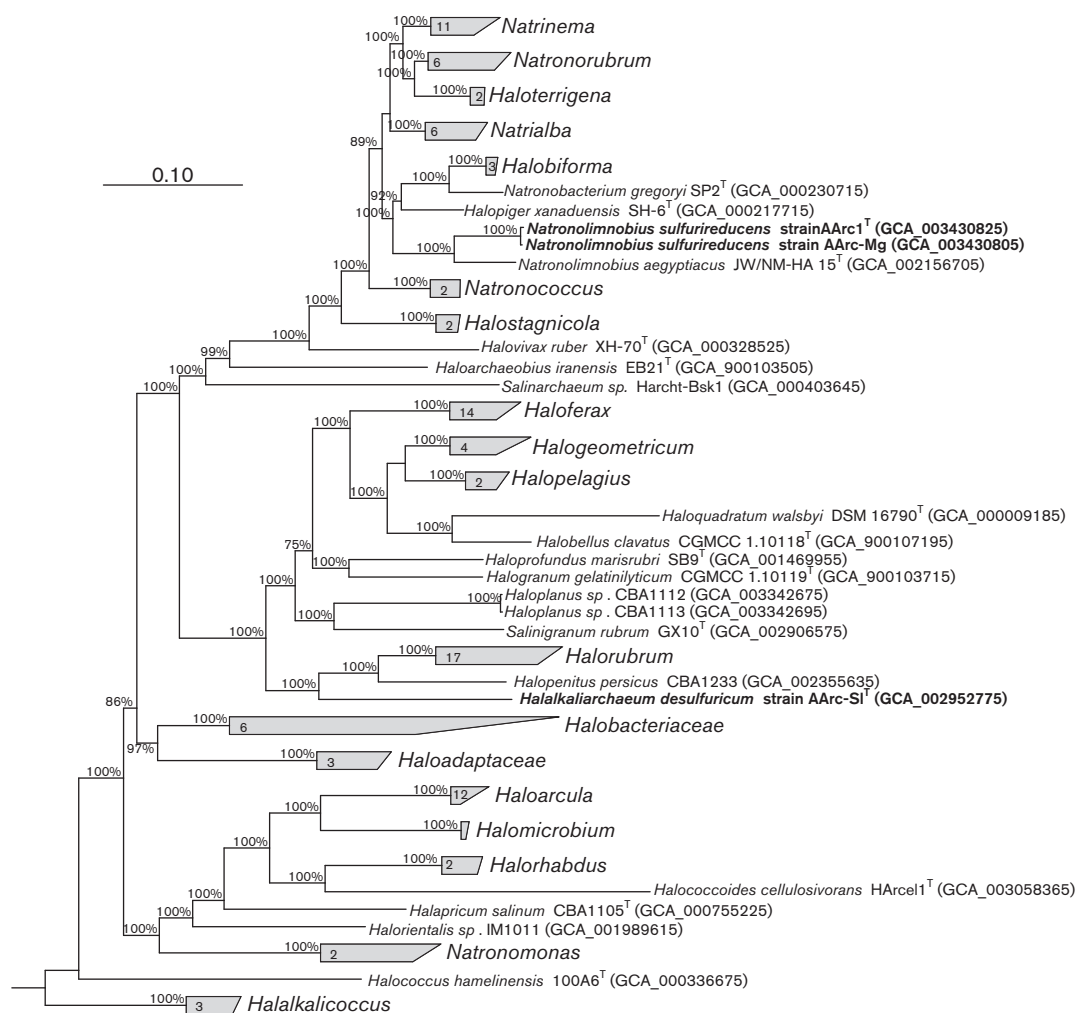 100% 11 Natrinema
100%
100% 6 Natronorubrum
100%
100% 2 Haloterrigena
100% 6 Natrialba
89%
100% 3 Halobiforma
0.10
100% Natronobacterium gregoryi SP2T (GCA_000230715)
92%
100% Halopiger xanaduensis SH-6T (GCA_000217715)
100% Natronolimnobius sulfurireducens strainAArc1T (GCA_003430825)
Natronolimnobius sulfurireducens strain AArc-Mg (GCA_003430805)
100% Natronolimnobius aegyptiacus JW/NM-HA 15T (GCA_002156705)
100%
100% 2 Natronococcus
100%
100% 2 Halostagnicola
100% Halovivax ruber XH-70T (GCA_000328525)
99% Haloarchaeobius iranensis EB21T (GCA_900103505)
100%
100% Salinarchaeum sp. Harcht-Bsk1 (GCA_000403645)
100% 14 Haloferax
100%
100% 4 Halogeometricum
100% 2 Halopelagius
100%
Haloquadratum walsbyi DSM 16790T (GCA_000009185)
100% Halobellus clavatus CGMCC 1.10118T (GCA_900107195)
75%
100% Haloprofundus marisrubri SB9T (GCA_001469955)
Halogranum gelatinilyticum CGMCC 1.10119T (GCA_900103715)
100%
100% Haloplanus sp . CBA1112 (GCA_003342675)
100% Haloplanus sp . CBA1113 (GCA_003342695)
100% Salinigranum rubrum GX10T (GCA_002906575)
100% 17 Halorubrum
100% Halopenitus persicus CBA1233 (GCA_002355635)
100% Halalkaliarchaeum desulfuricum strain AArc-SlT (GCA_002952775)
86%
100% 6 Halobacteriaceae
97%
100% 3 Haloadaptaceae
100%
100% 12 Haloarcula
100%
100% Halomicrobium
100%
100% 2 Halorhabdus
100% Halococcoides cellulosivorans HArcel1T (GCA_003058365)
100% Halapricum salinum CBA1105T (GCA_000755225)
100% Halorientalis sp . IM1011 (GCA_001989615)
100%
100% 2 Natronomonas
Halococcus hamelinensis 100A6T (GCA_000336675)
100% 3 Halalkalicoccus